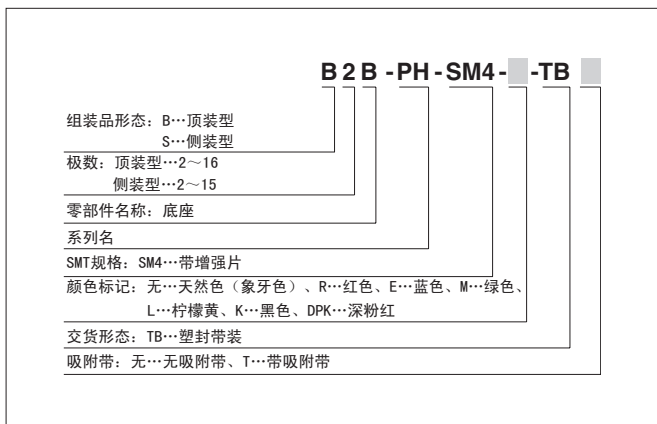 B 2 B -PH-SM4- -TB
组装品形态：B…顶装型
S…侧装型
极数：顶装型…2～16
侧装型…2～15
零部件名称：底座
系列名
SMT规格：SM4…带增强片
颜色标记：无…天然色（象牙色）、R…红色、E…蓝色、M…绿色、
L…柠檬黄、K…黑色、DPK…深粉红
交货形态：TB…塑封带装
吸附带：无…无吸附带、T…带吸附带